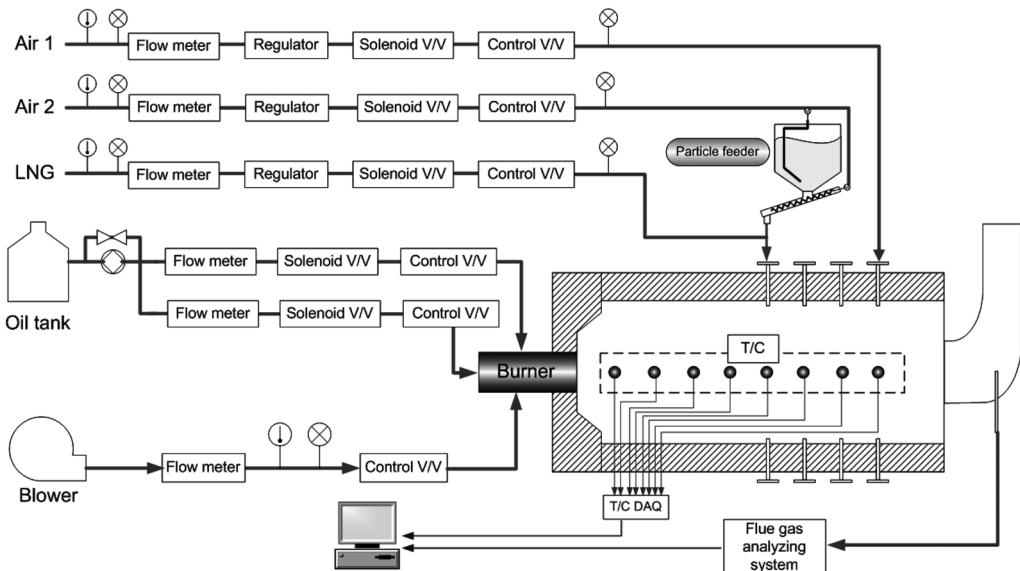 Air 1
Flow meter
Regulator
Solenoid V/V
Control V/V
Air 2
Flow meter
Regulator
Solenoid V/V
Control V/V
Particle feeder
LNG
Flow meter
Regulator
Solenoid V/V
Control V/V
Flow meter
Solenoid V/V
Control V/V
Oil tank
Flow meter
Solenoid V/V
Control V/V
T/C
Burner
Blower
Flow meter
Control V/V
T/C DAQ
Flue gas
analyzing
system